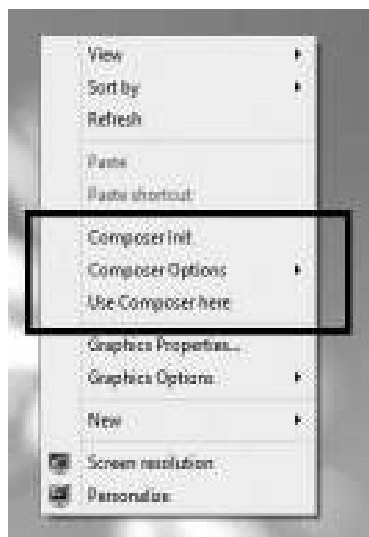 View
Sort by
Refresh
Paste
Paste shortcut
Composer Init
Composer Options
Use Composer here
Graphics Properties...
Graphics Options
New
Screen resolution
Personalize